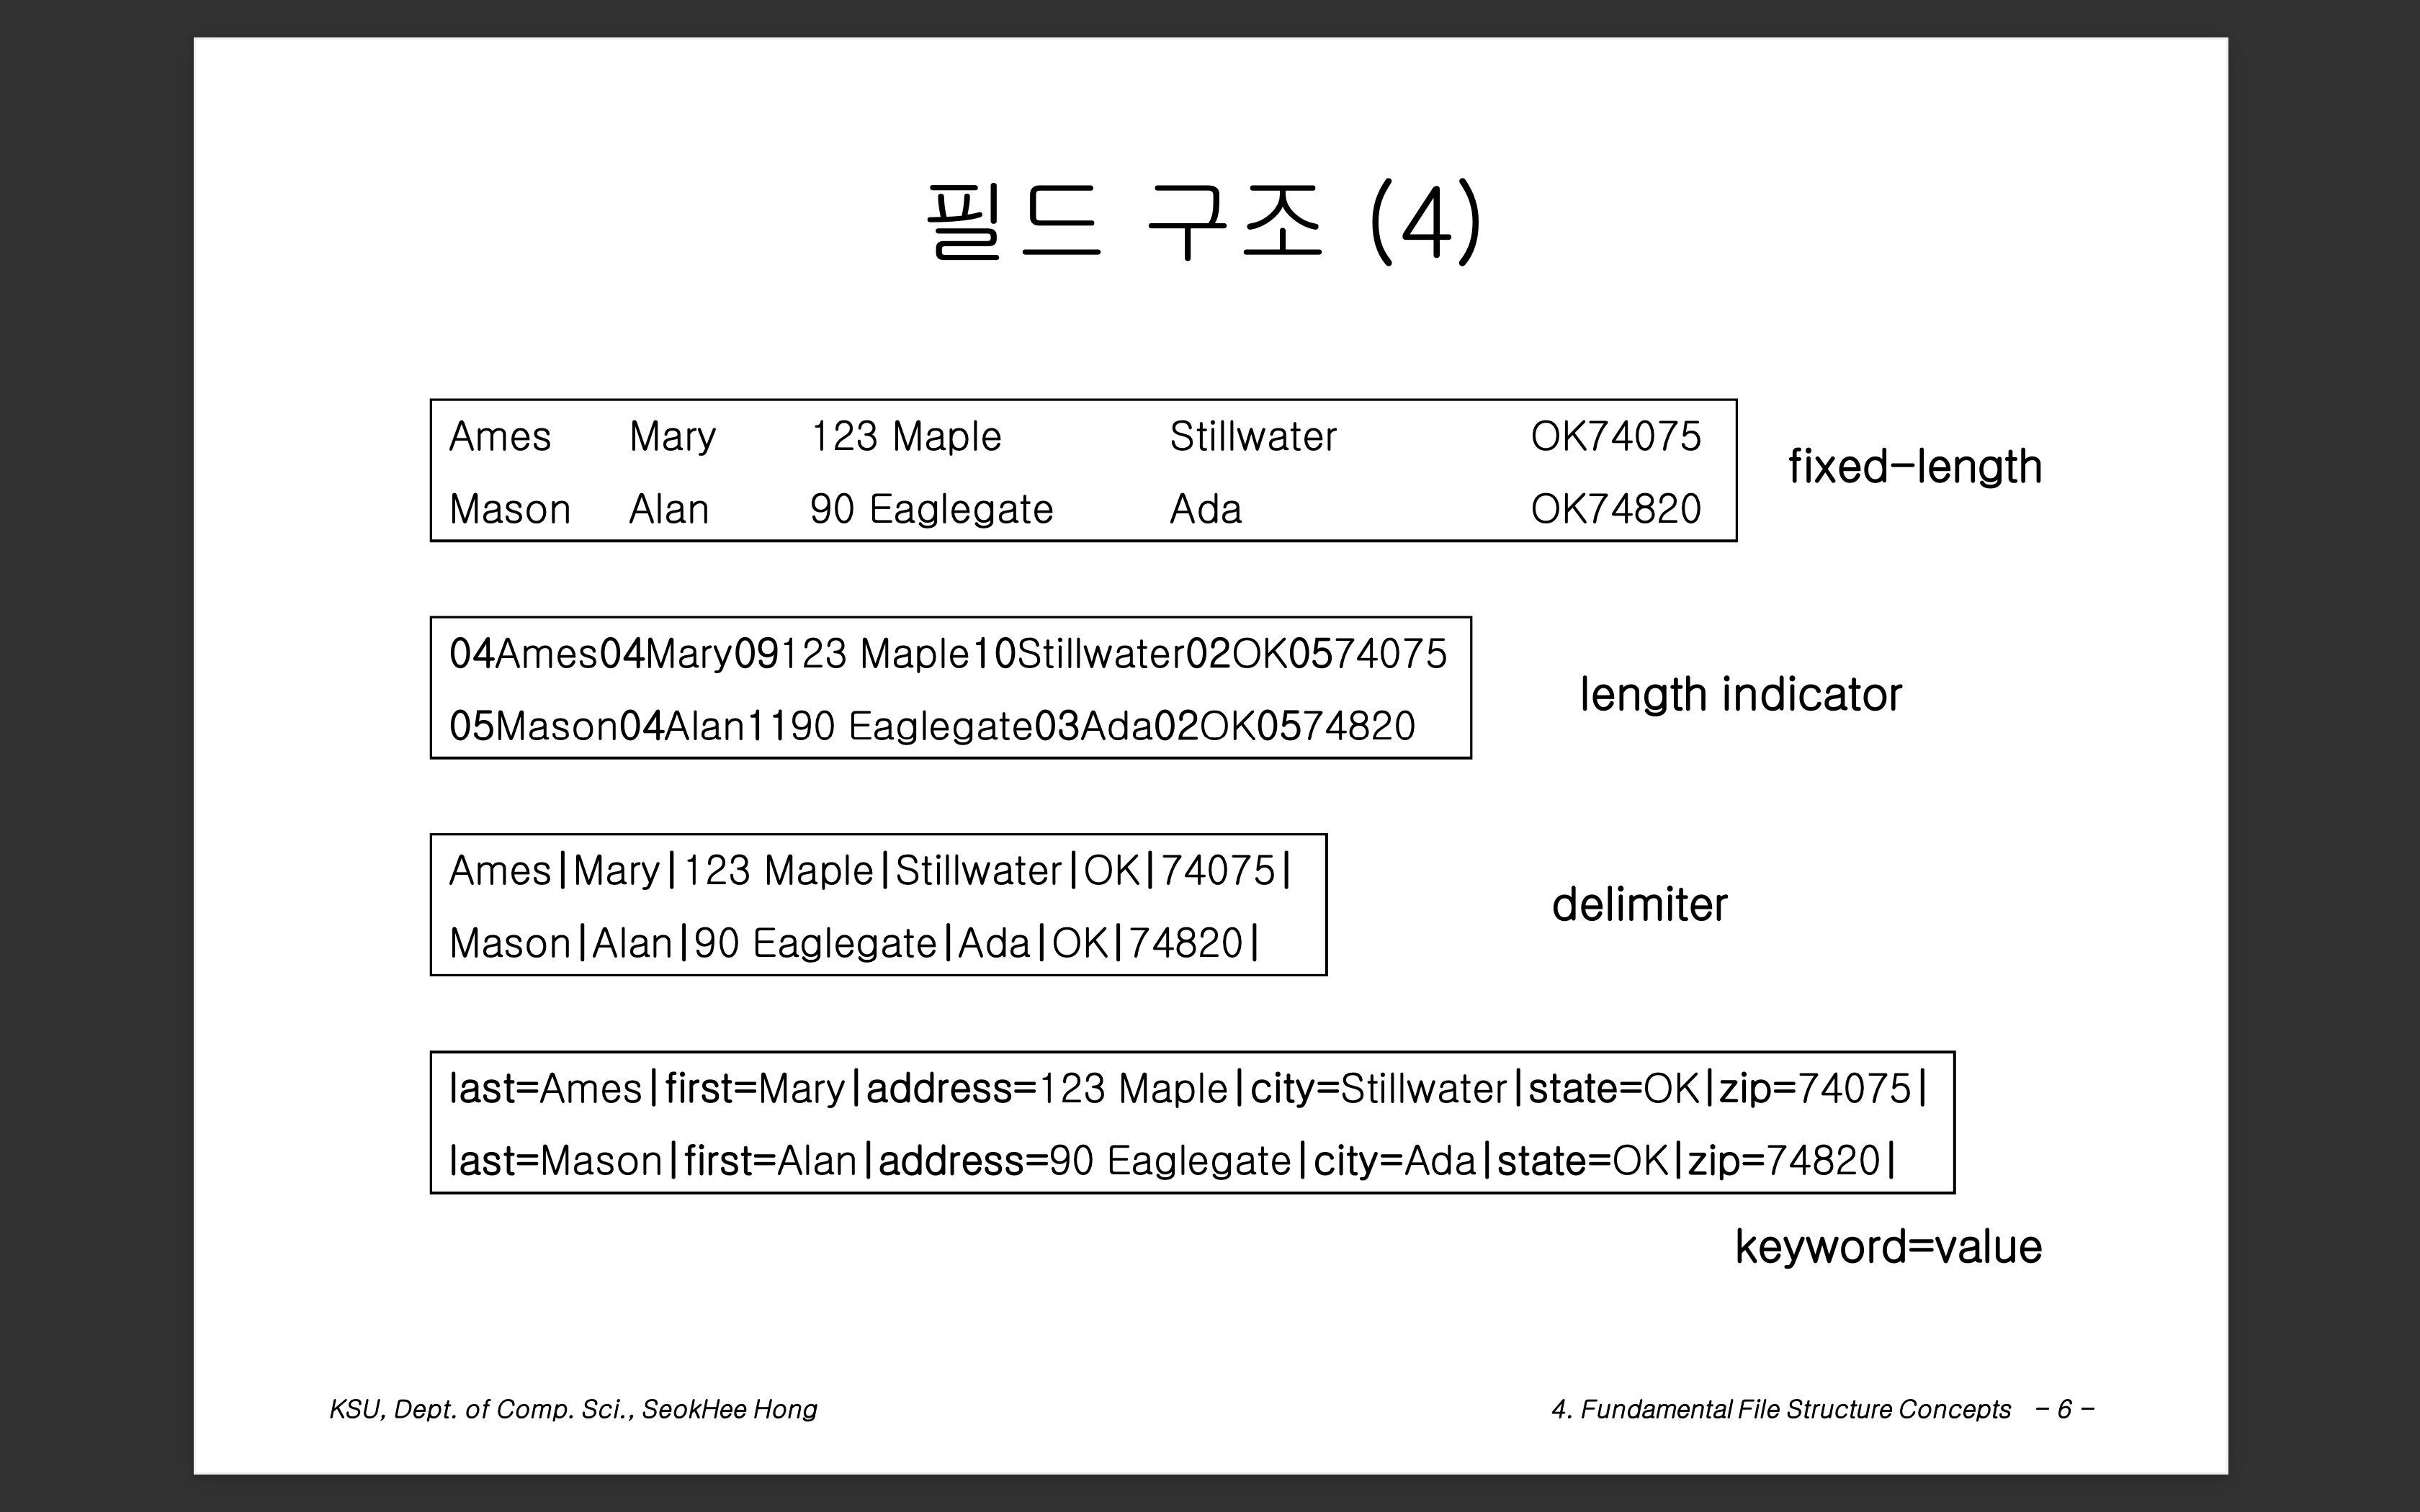 필드 구조 (4)
Ames Mary 123 Maple Stillwater OK74075
Mason Alan 90 Eaglegate Ada OK74820
fixed-length
04Ames04Mary09123 Maple10Stillwater02OK0574075
05Mason04Alan1190 Eaglegate03Ada02OK0574820
length indicator
Ames|Mary|123 Maple|Stillwater|OK|74075|
Mason|Alan|90 Eaglegate|Ada|OK|74820|
delimiter
last=Ames|first=Mary|address=123 Maple|city=Stillwater|state=OK|zip=74075|
last=Mason|first=Alan|address=90 Eaglegate|city=Ada|state=OK|zip=74820|
keyword=value
KSU, Dept. of Comp. Sci., SeokHee Hong
4. Fundamental File Structure Concepts - 6 -